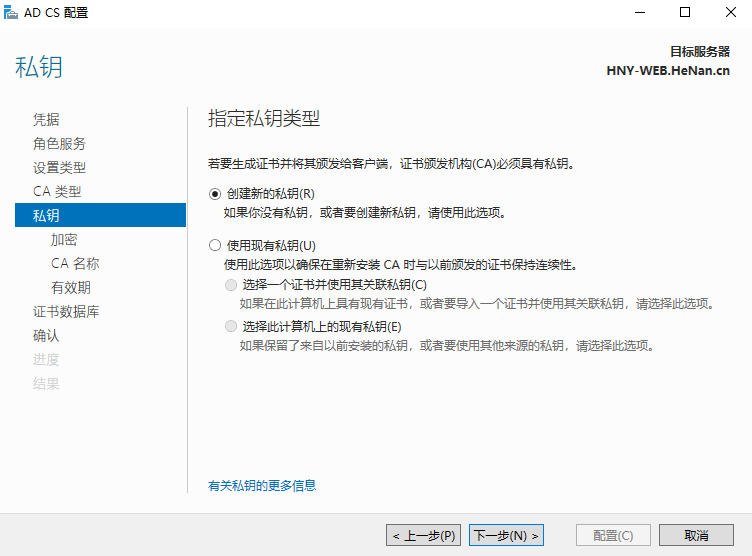 AD CS 配置
私钥
目标服务器
HNY-WEB.HeNan.cn
凭据
角色服务
设置类型
CA 类型
私钥
加密
CA 名称
有效期
证书数据库
确认
进度
结果
指定私钥类型
若要生成证书并将其颁发给客户端，证书颁发机构(CA)必须具有私钥。
创建新的私钥(R)
如果你没有私钥，或者要创建新私钥，请使用此选项。
使用现有私钥(U)
使用此选项以确保在重新安装 CA 时与以前颁发的证书保持连续性。
选择一个证书并使用其关联私钥(C)
如果在此计算机上具有现有证书，或者要导入一个证书并使用其关联私钥，请选择此选项。
选择此计算机上的现有私钥(E)
如果保留了来自以前安装的私钥，或者要使用其他来源的私钥，请选择此选项。
有关私钥的更多信息
< 上一步(P)
下一步(N) >
配置(C)
取消